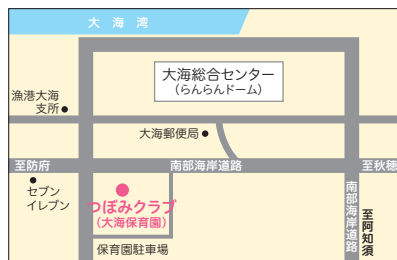 大海湾
大海総合センター
(らんらんドーム)
漁港大海
支所
大海郵便局
至防府
南部海岸道路
至秋穂
セブン
イレブン
つぼみクラブ
(大海保育園)
保育園駐車場
南部海岸道路
至阿知須